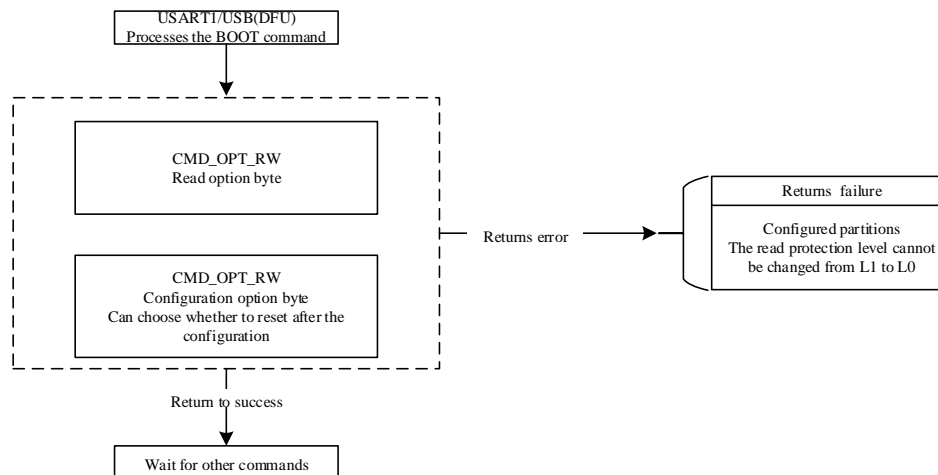 USART1/USB(DFU)
Processes the BOOT command
CMD_OPT_RW
Read option byte
CMD_OPT_RW
Configuration option byte
Can choose whether to reset after the
configuration
Returns error
Returns failure
Configured partitions
The read protection level cannot
be changed from L1 to L0
Return to success
Wait for other commands